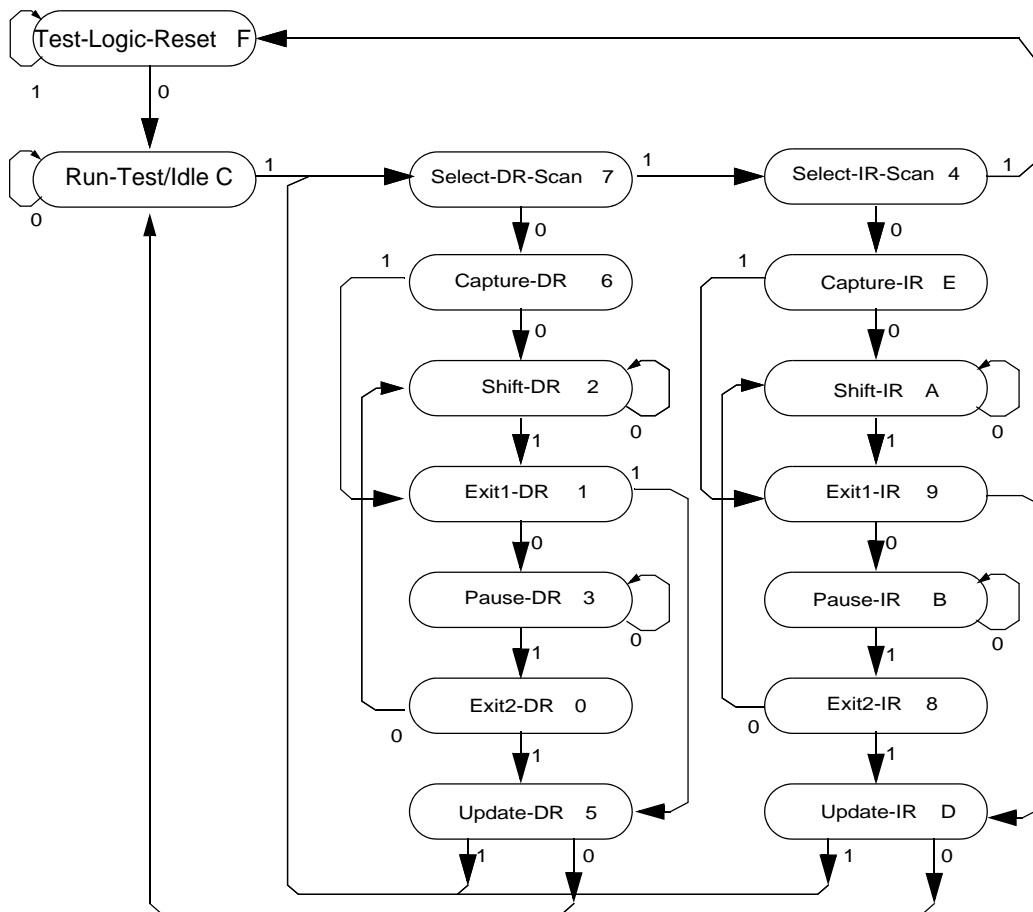 Test-Logic-Reset F
1 0
Run-Test/Idle C 1
0
Select-DR-Scan 7 1
Select-IR-Scan 4 1
0 0
1 Capture-DR 6
1 Capture-IR E
0 0
Shift-DR 2 0
Shift-IR A 0
1 1
Exit1-DR 1 1
Exit1-IR 9
0 0
Pause-DR 3 0
Pause-IR B 0
1 1
0 Exit2-DR 0
0 Exit2-IR 8
1 1
Update-DR 5
Update-IR D
1 0 1 0